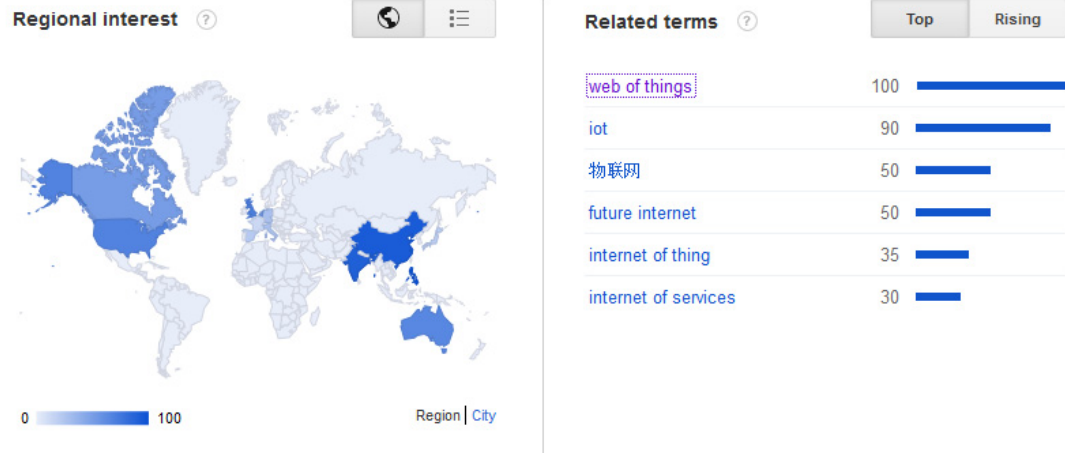 Regional interest ?
0 100
Region | City
Related terms ?
Top Rising
web of things 100
iot 90
物联网 50
future internet 50
internet of thing 35
internet of services 30